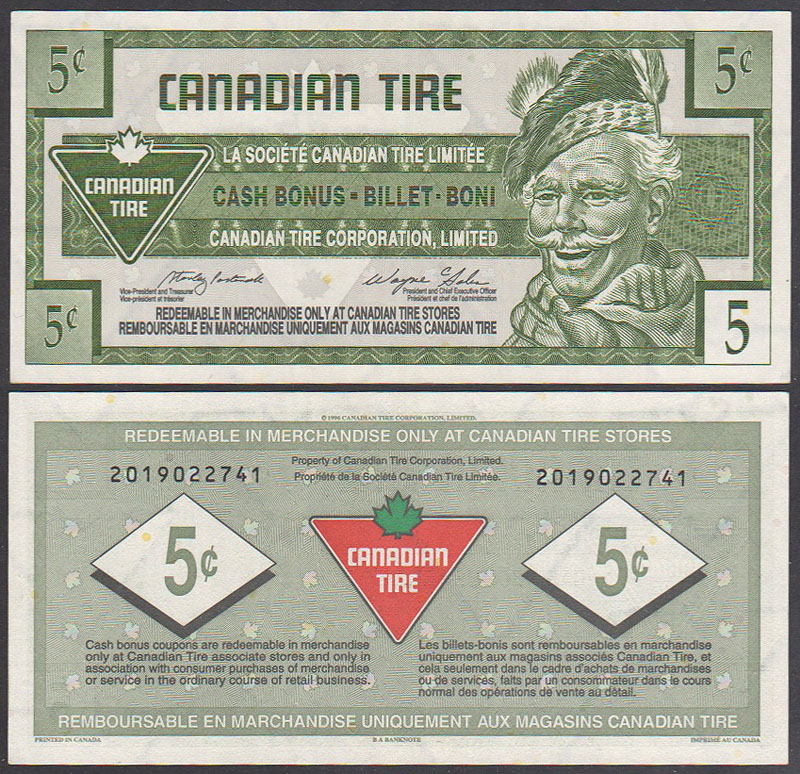 5¢
5¢
CANADIAN TIRE
CANADIAN
TIRE
LA SOCIÉTÉ CANADIAN TIRE LIMITÉE
CASH BONUS - BILLET - BONI
CANADIAN TIRE CORPORATION, LIMITED
Vice-President and Treasurer
Vice-président et trésorier
Wayne Sales
President and Chief Executive Officer
Président et chef de l'administration
5¢
5
REDEEMABLE IN MERCHANDISE ONLY AT CANADIAN TIRE STORES
REMBOURSABLE EN MARCHANDISE UNIQUEMENT AUX MAGASINS CANADIAN TIRE
© 1996 CANADIAN TIRE CORPORATION, LIMITED.
REDEEMABLE IN MERCHANDISE ONLY AT CANADIAN TIRE STORES
Property of Canadian Tire Corporation, Limited.
Propriété de la Société Canadian Tire Limitée.
2019022741
2019022741
5¢
CANADIAN
TIRE
5¢
Cash bonus coupons are redeemable in merchandise
only at Canadian Tire associate stores and only in
association with consumer purchases of merchandise
or service in the ordinary course of retail business.
Les billets-bonis sont remboursables en marchandise
uniquement aux magasins associés Canadian Tire, et
cela seulement dans le cadre d'achats de marchandises
ou de services, faits par un consommateur dans le cours
normal des opérations de vente au détail.
REMBOURSABLE EN MARCHANDISE UNIQUEMENT AUX MAGASINS CANADIAN TIRE
PRINTED IN CANADA
B A BANKNOTE
IMPRIMÉ AU CANADA